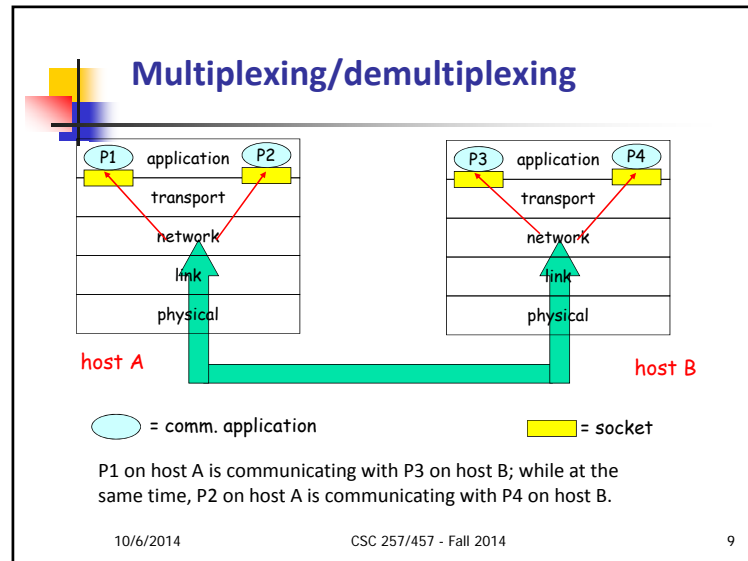 Multiplexing/demultiplexing
P1 application P2
transport
network
link
physical
P3 application P4
transport
network
link
physical
host A
host B
= comm. application
= socket
P1 on host A is communicating with P3 on host B; while at the
same time, P2 on host A is communicating with P4 on host B.
10/6/2014 CSC 257/457 - Fall 2014 9